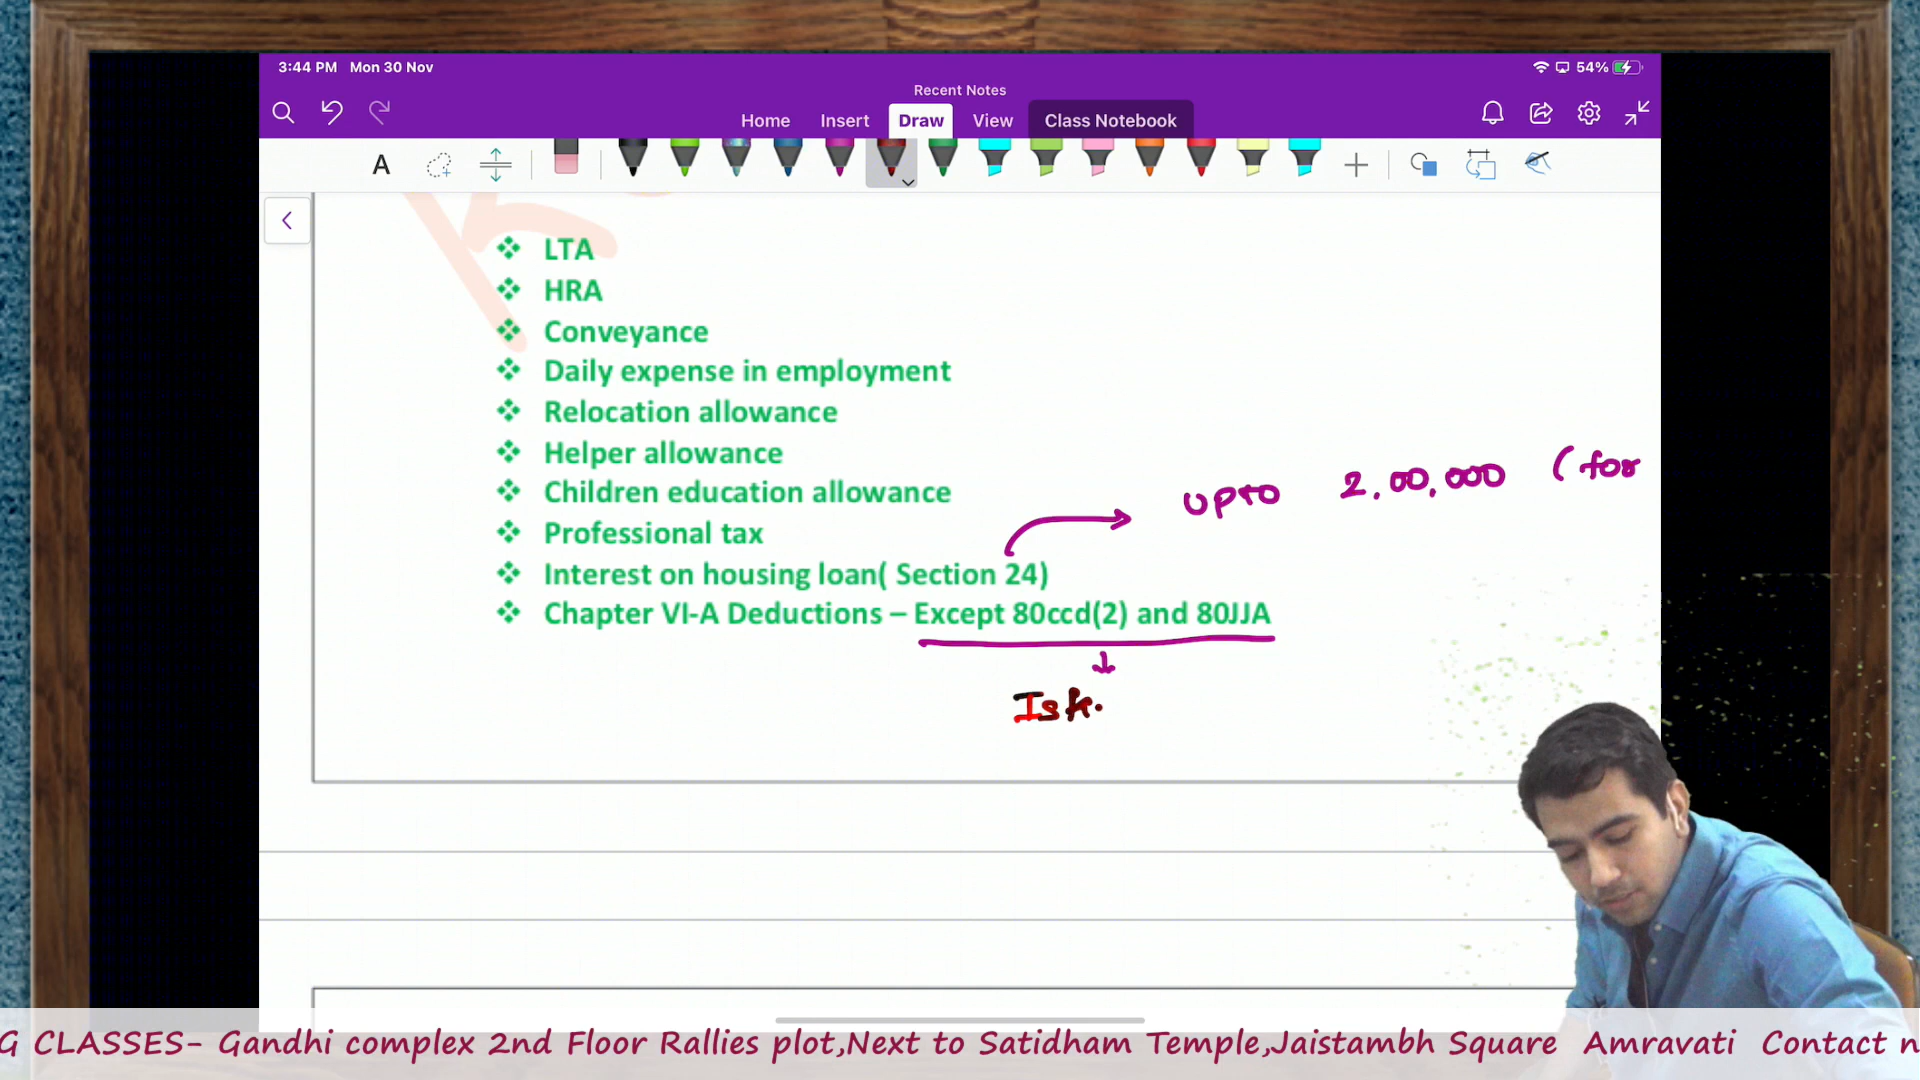 3:44 PM Mon 30 Nov
54%
Recent Notes
Home Insert Draw View Class Notebook
A
LTA
HRA
Conveyance
Daily expense in employment
Relocation allowance
Helper allowance
Children education allowance
upto 2,00,000 (for
Professional tax
Interest on housing loan( Section 24)
Chapter VI-A Deductions – Except 80ccd(2) and 80JJA
G CLASSES- Gandhi complex 2nd Floor Rallies plot,Next to Satidham Temple,Jaistambh Square Amravati Contact n